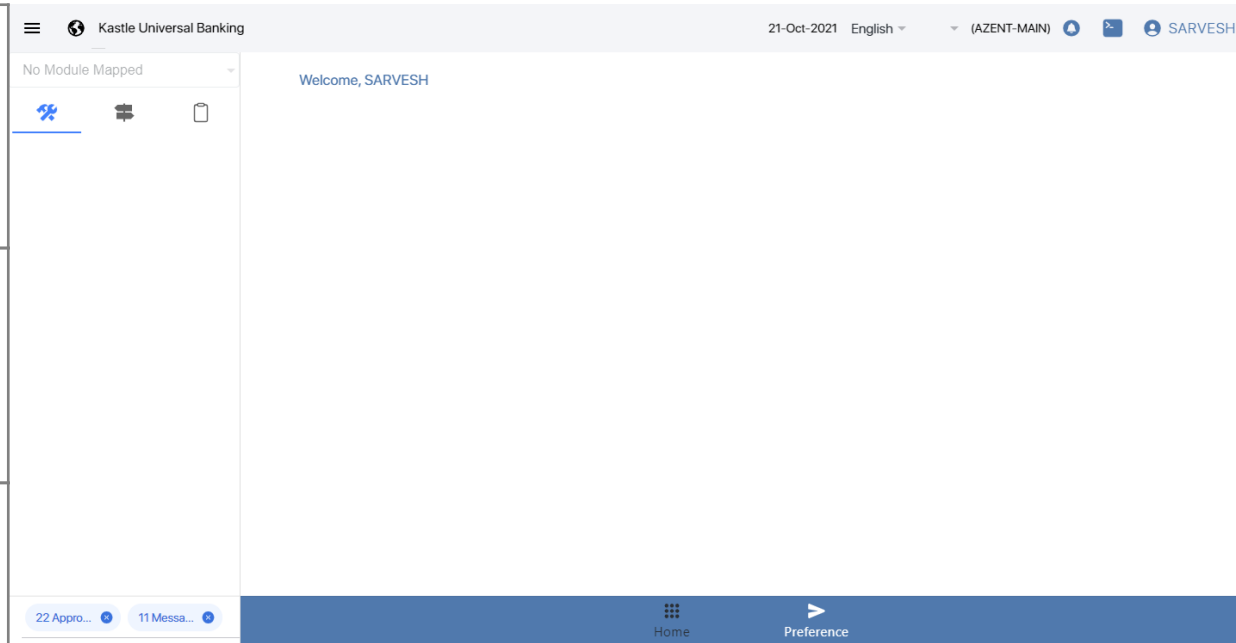 Kastle Universal Banking
21-Oct-2021 English (AZENT-MAIN) SARVESH
No Module Mapped
Welcome, SARVESH
22 Appro... 11 Messa...
Home
Preference